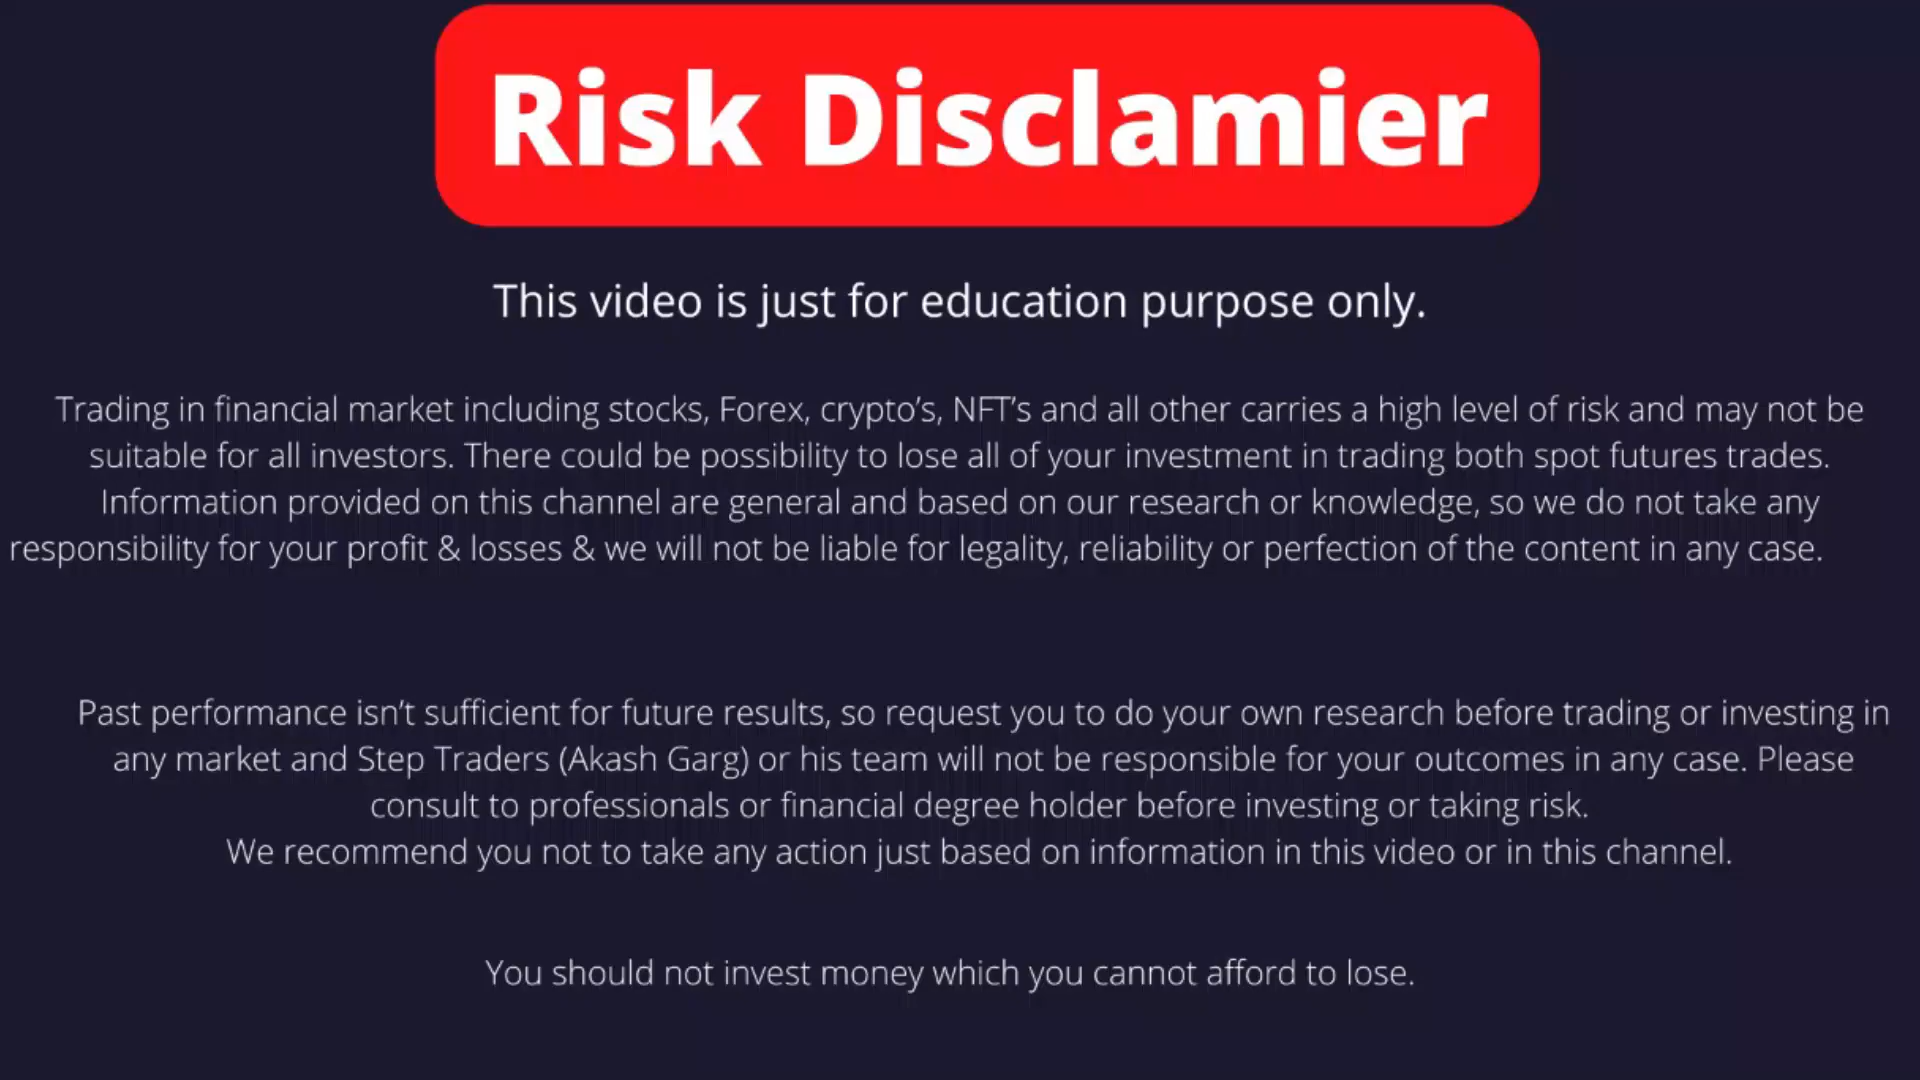 Risk Disclamier
This video is just for education purpose only.
Trading in financial market including stocks, Forex, crypto’s, NFT’s and all other carries a high level of risk and may not be
suitable for all investors. There could be possibility to lose all of your investment in trading both spot futures trades.
Information provided on this channel are general and based on our research or knowledge, so we do not take any
responsibility for your profit & losses & we will not be liable for legality, reliability or perfection of the content in any case.
Past performance isn’t sufficient for future results, so request you to do your own research before trading or investing in
any market and Step Traders (Akash Garg) or his team will not be responsible for your outcomes in any case. Please
consult to professionals or financial degree holder before investing or taking risk.
We recommend you not to take any action just based on information in this video or in this channel.
You should not invest money which you cannot afford to lose.